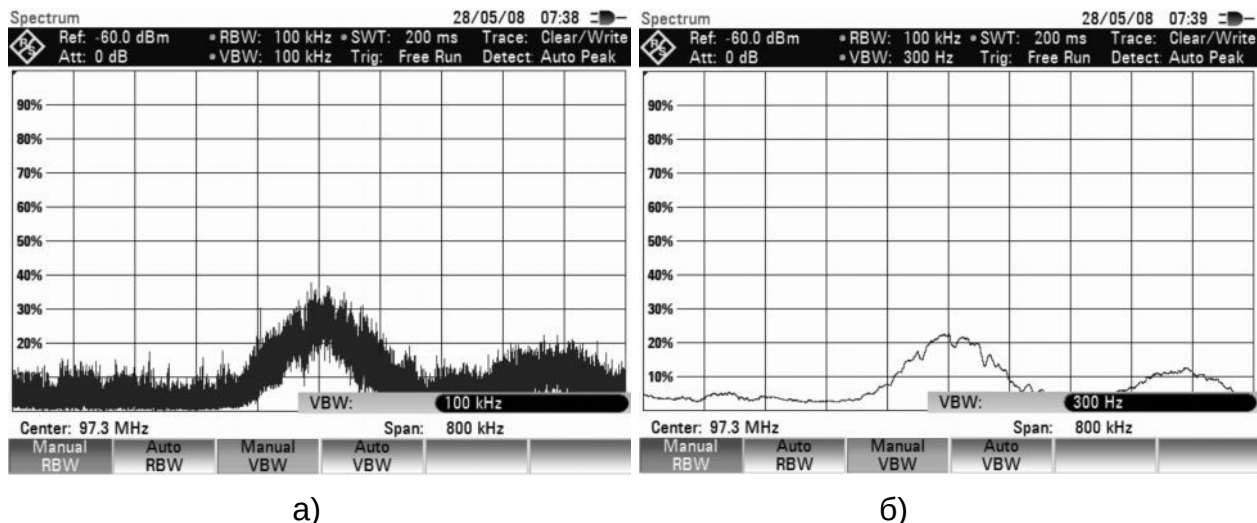 Spectrum 28/05/08 07:38
Ref: -60.0 dBm RBW: 100 kHz SWT: 200 ms Trace: Clear/Write
Att: 0 dB VBW: 100 kHz Trig: Free Run Detect: Auto Peak
90%
80%
70%
60%
50%
40%
30%
20%
VBW: 100 kHz
Center: 97.3 MHz Span: 800 kHz
Manual RBW Auto RBW Manual VBW Auto VBW
а)
Spectrum 28/05/08 07:39
Ref: -60.0 dBm RBW: 100 kHz SWT: 200 ms Trace: Clear/Write
Att: 0 dB VBW: 300 Hz Trig: Free Run Detect: Auto Peak
90%
80%
70%
60%
50%
40%
30%
20%
10%
VBW: 300 Hz
Center: 97.3 MHz Span: 800 kHz
Manual RBW Auto RBW Manual VBW Auto VBW
б)